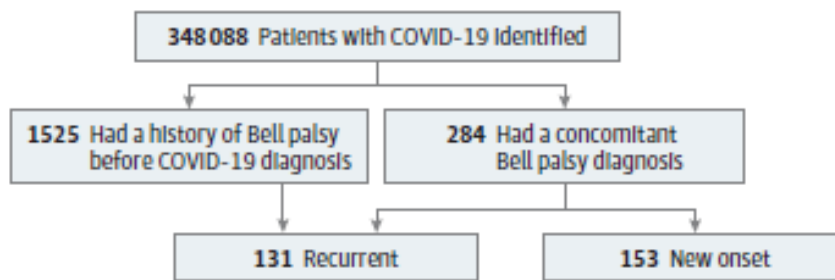 348 088 Patients with COVID-19 identified
1525 Had a history of Bell palsy
before COVID-19 diagnosis
284 Had a concomitant
Bell palsy diagnosis
131 Recurrent
153 New onset